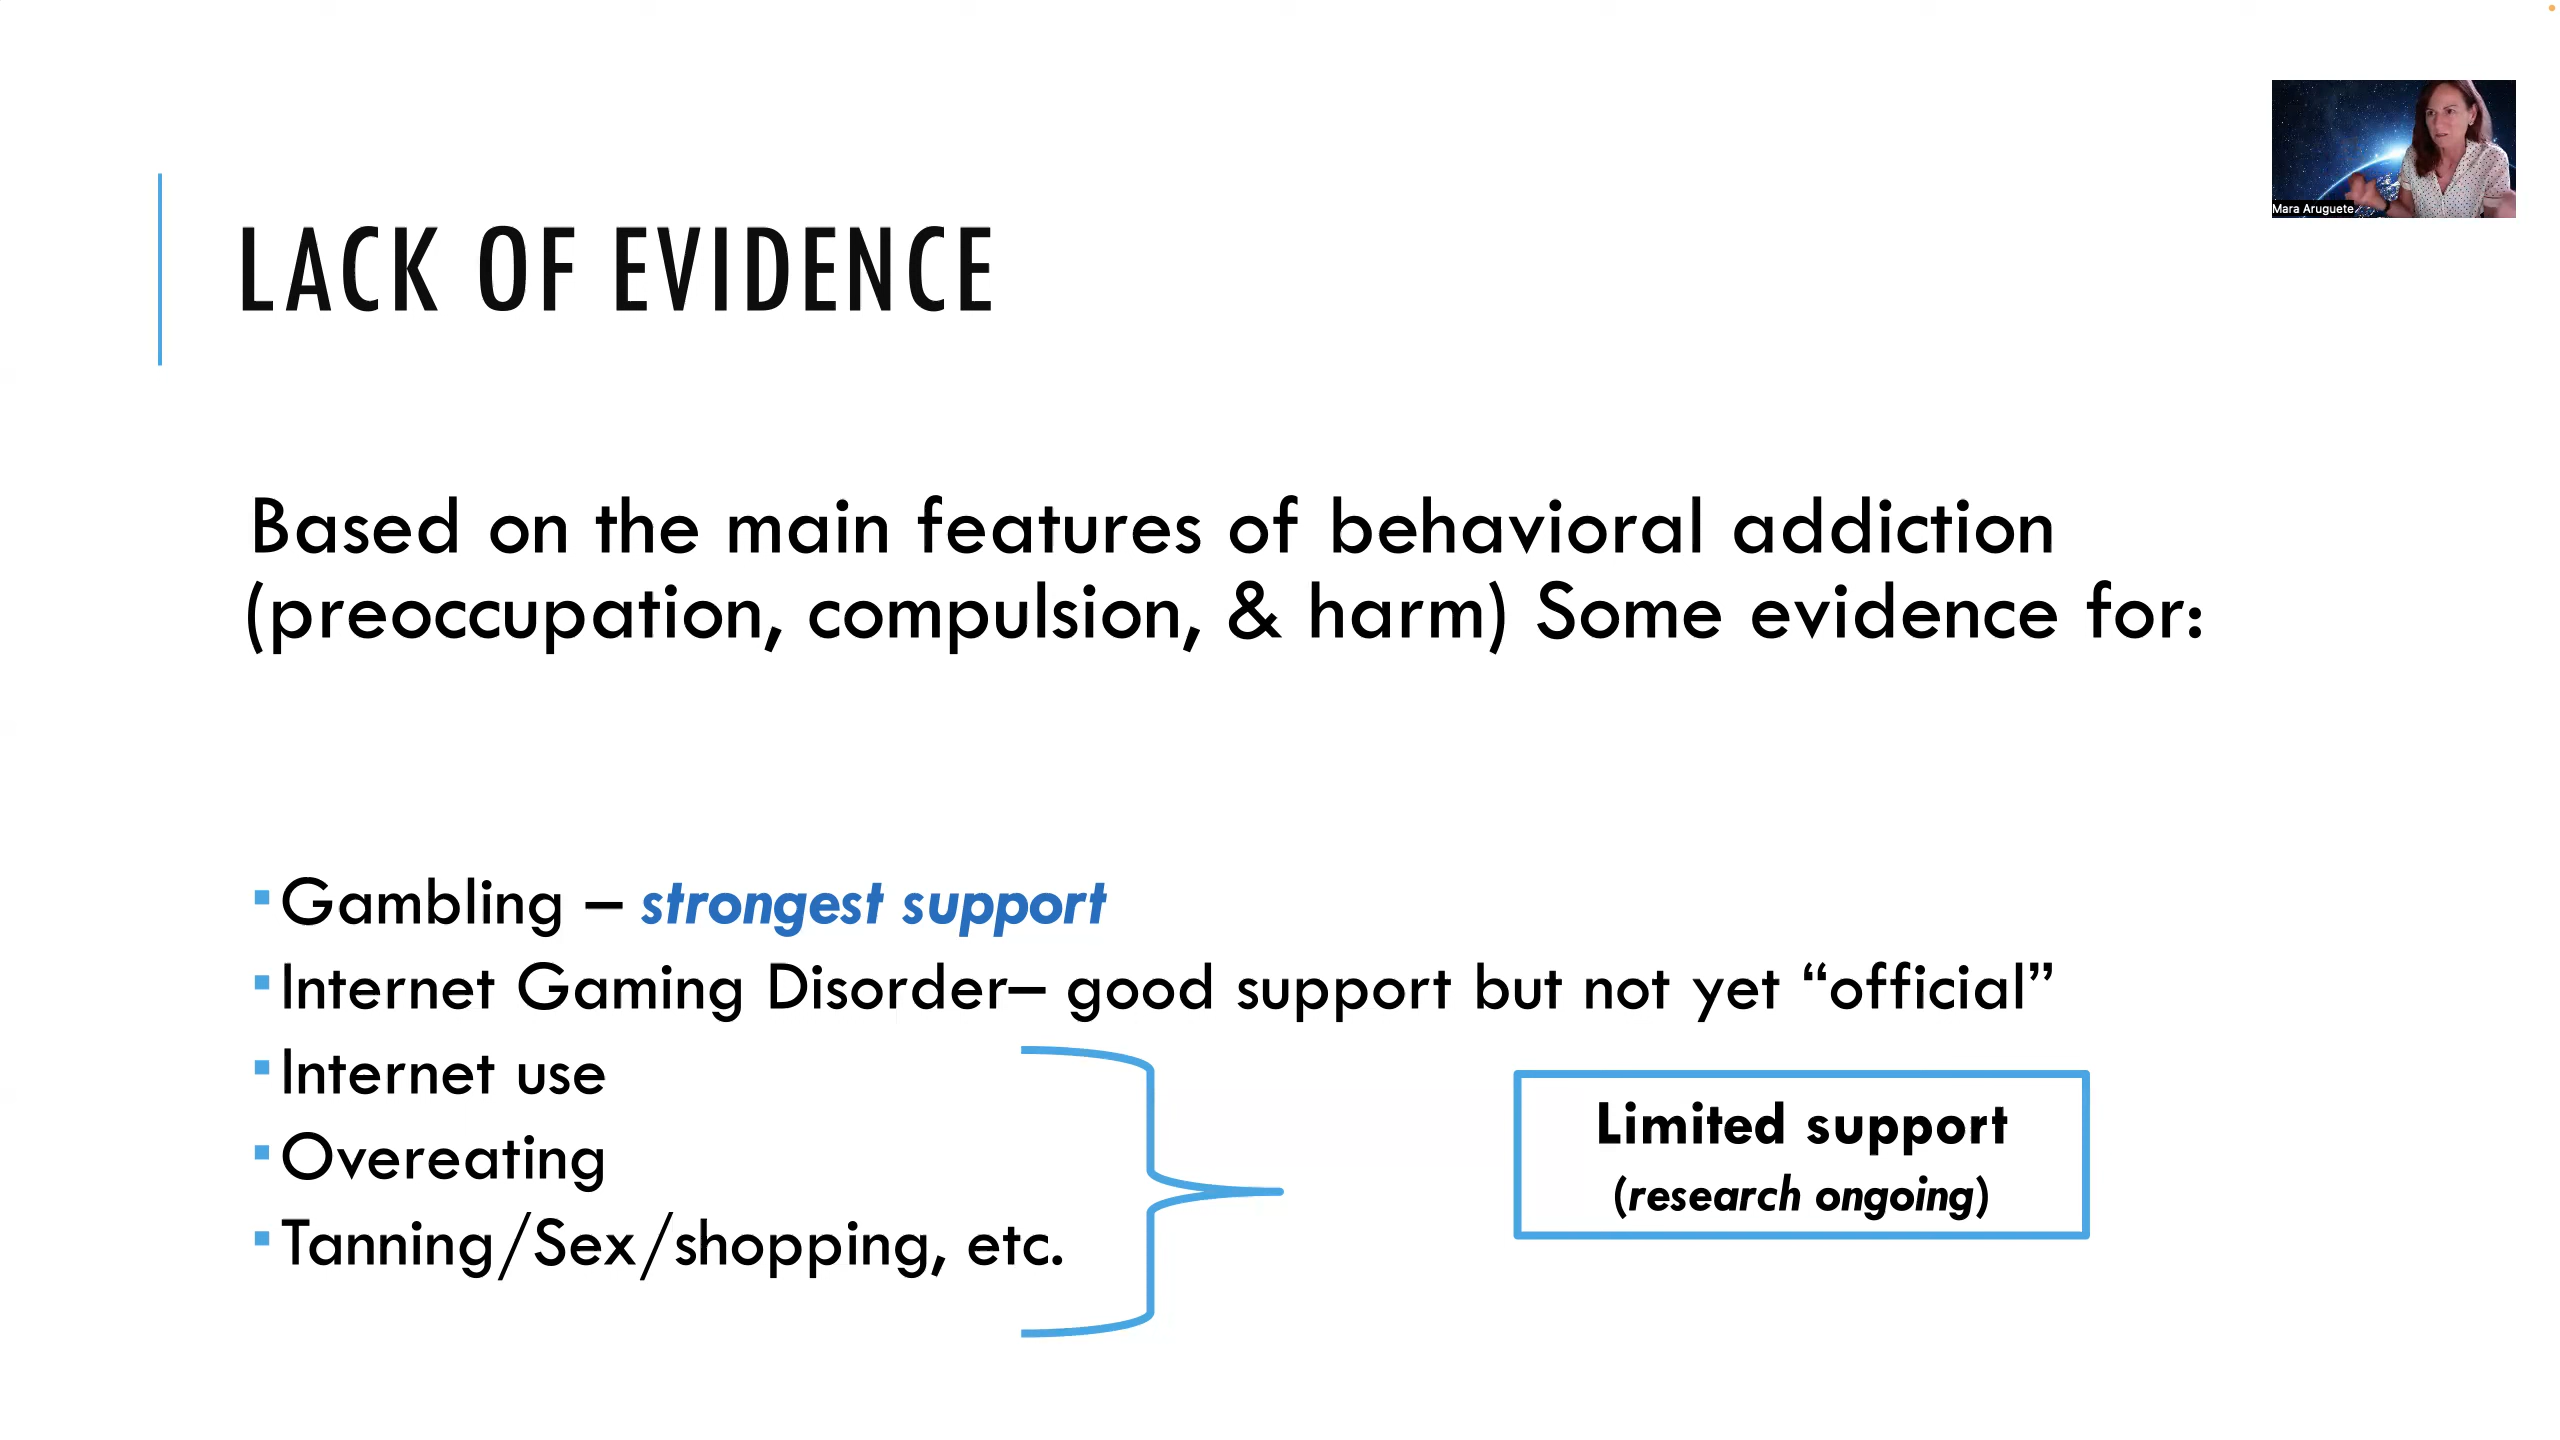 Mara Aruguete
LACK OF EVIDENCE
Based on the main features of behavioral addiction
(preoccupation, compulsion, & harm) Some evidence for:
Gambling – strongest support
Internet Gaming Disorder– good support but not yet “official”
Internet use
Overeating
Tanning/Sex/shopping, etc.
Limited support
(research ongoing)